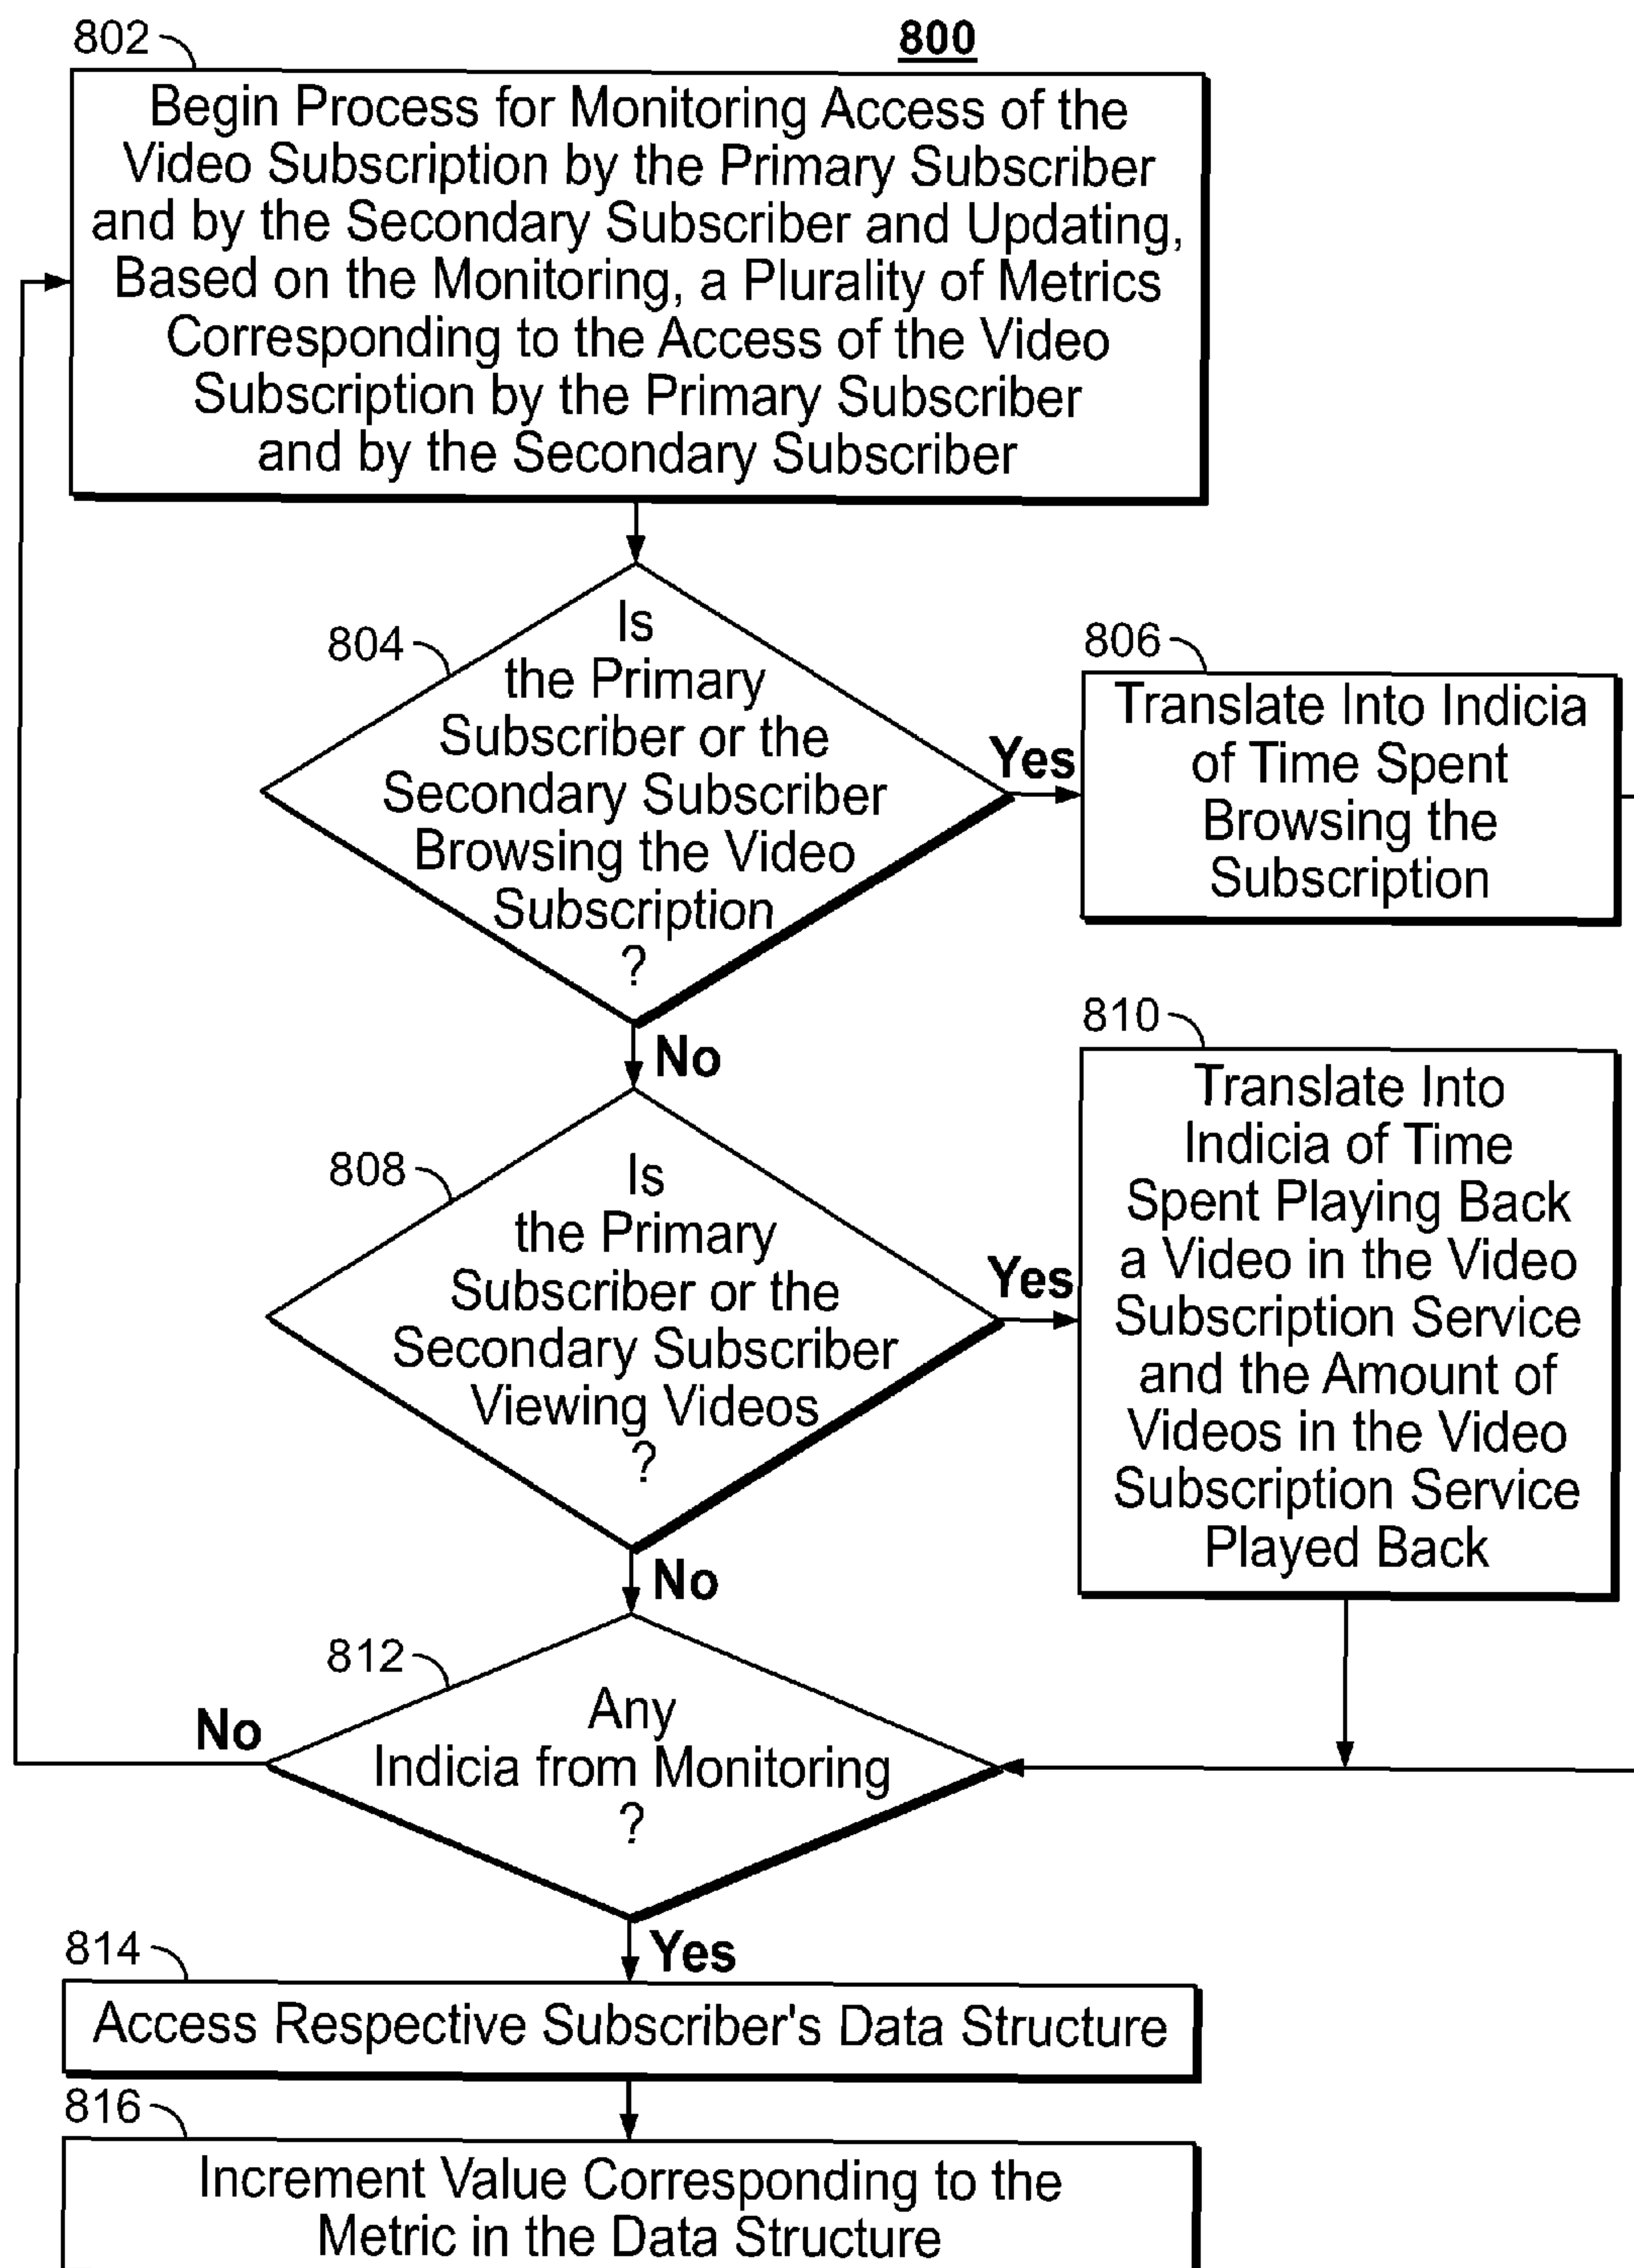 802
800
Begin Process for Monitoring Access of the
Video Subscription by the Primary Subscriber
and by the Secondary Subscriber and Updating,
Based on the Monitoring, a Plurality of Metrics
Corresponding to the Access of the Video
Subscription by the Primary Subscriber
and by the Secondary Subscriber
804
Is
the Primary
Subscriber or the
Secondary Subscriber
Browsing the Video
Subscription
?
Yes
806
Translate Into Indicia
of Time Spent
Browsing the
Subscription
No
808
Is
the Primary
Subscriber or the
Secondary Subscriber
Viewing Videos
?
Yes
810
Translate Into
Indicia of Time
Spent Playing Back
a Video in the Video
Subscription Service
and the Amount of
Videos in the Video
Subscription Service
Played Back
No
812
Any
Indicia from Monitoring
?
No
Yes
814
Access Respective Subscriber's Data Structure
816
Increment Value Corresponding to the
Metric in the Data Structure